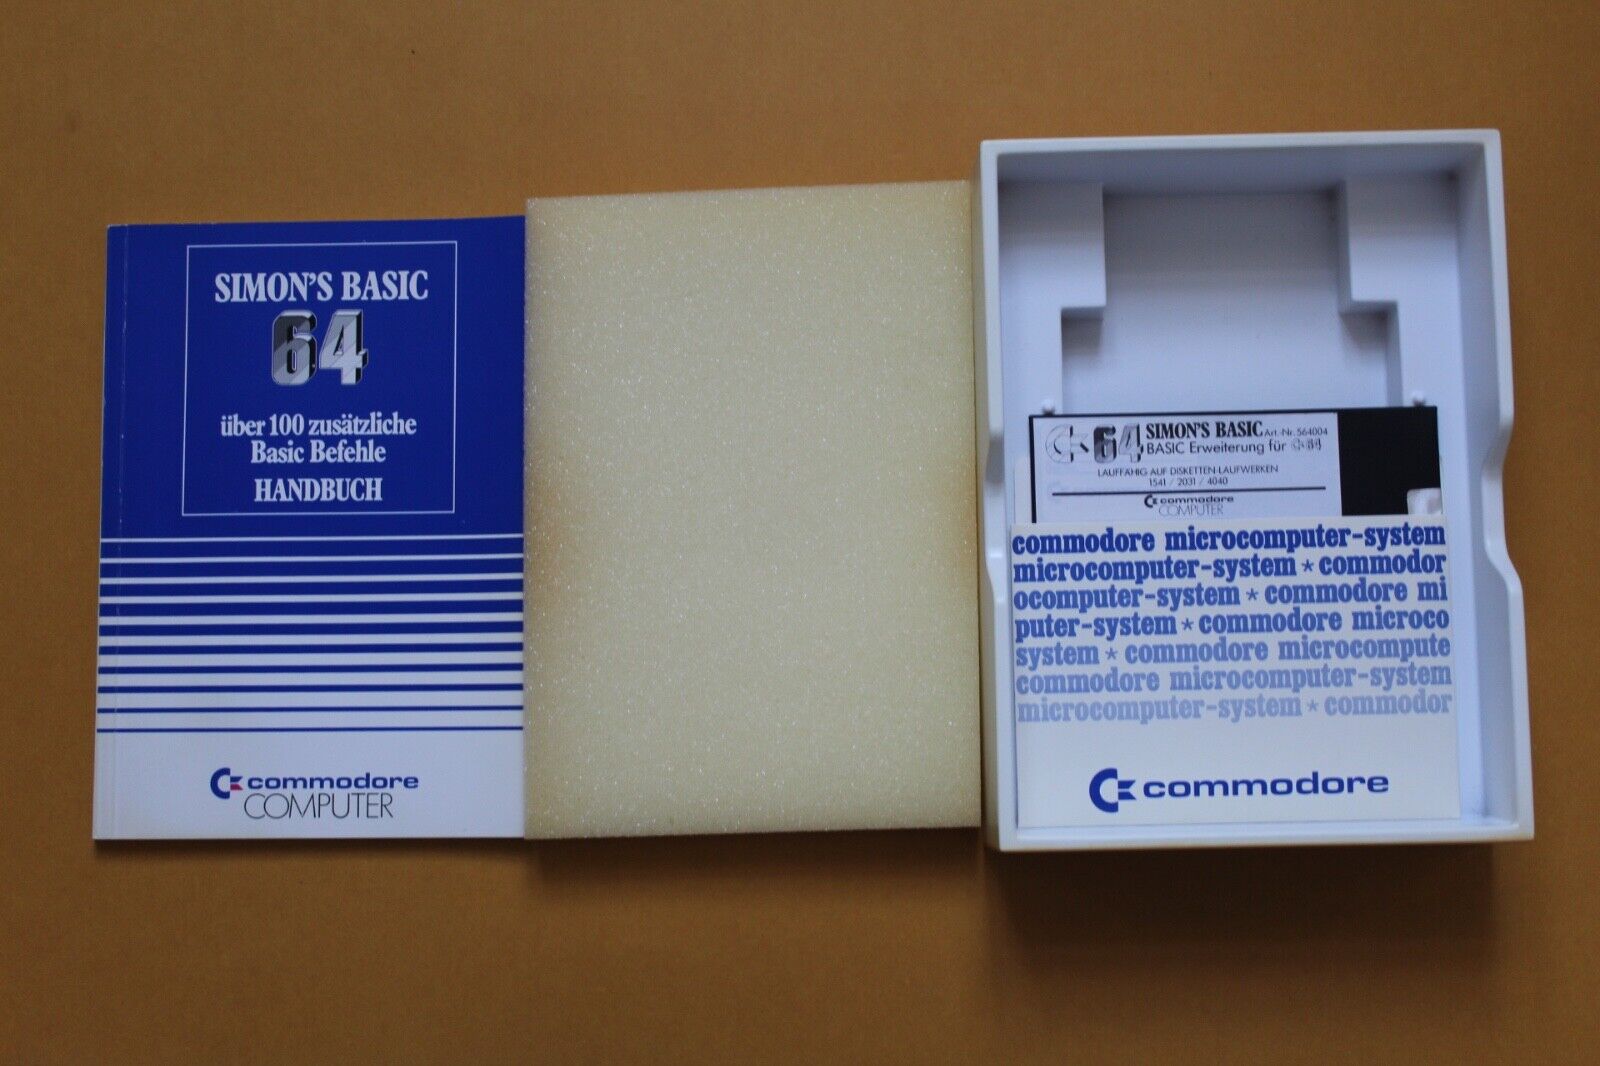 SIMON'S BASIC
64
über 100 zusätzliche
Basic Befehle
HANDBUCH
commodore
COMPUTER
64 SIMON'S BASIC Art.-Nr. 564004
BASIC Erweiterung für 64
LAUFFÄHIG AUF DISKETTEN-LAUFWERKEN
1541 / 2031 / 4040
commodore
COMPUTER
commodore microcomputer-system
microcomputer-system * commodor
ocomputer-system * commodore mi
puter-system * commodore microco
system * commodore microcompute
commodore microcomputer-system
microcomputer-system * commodor
commodore